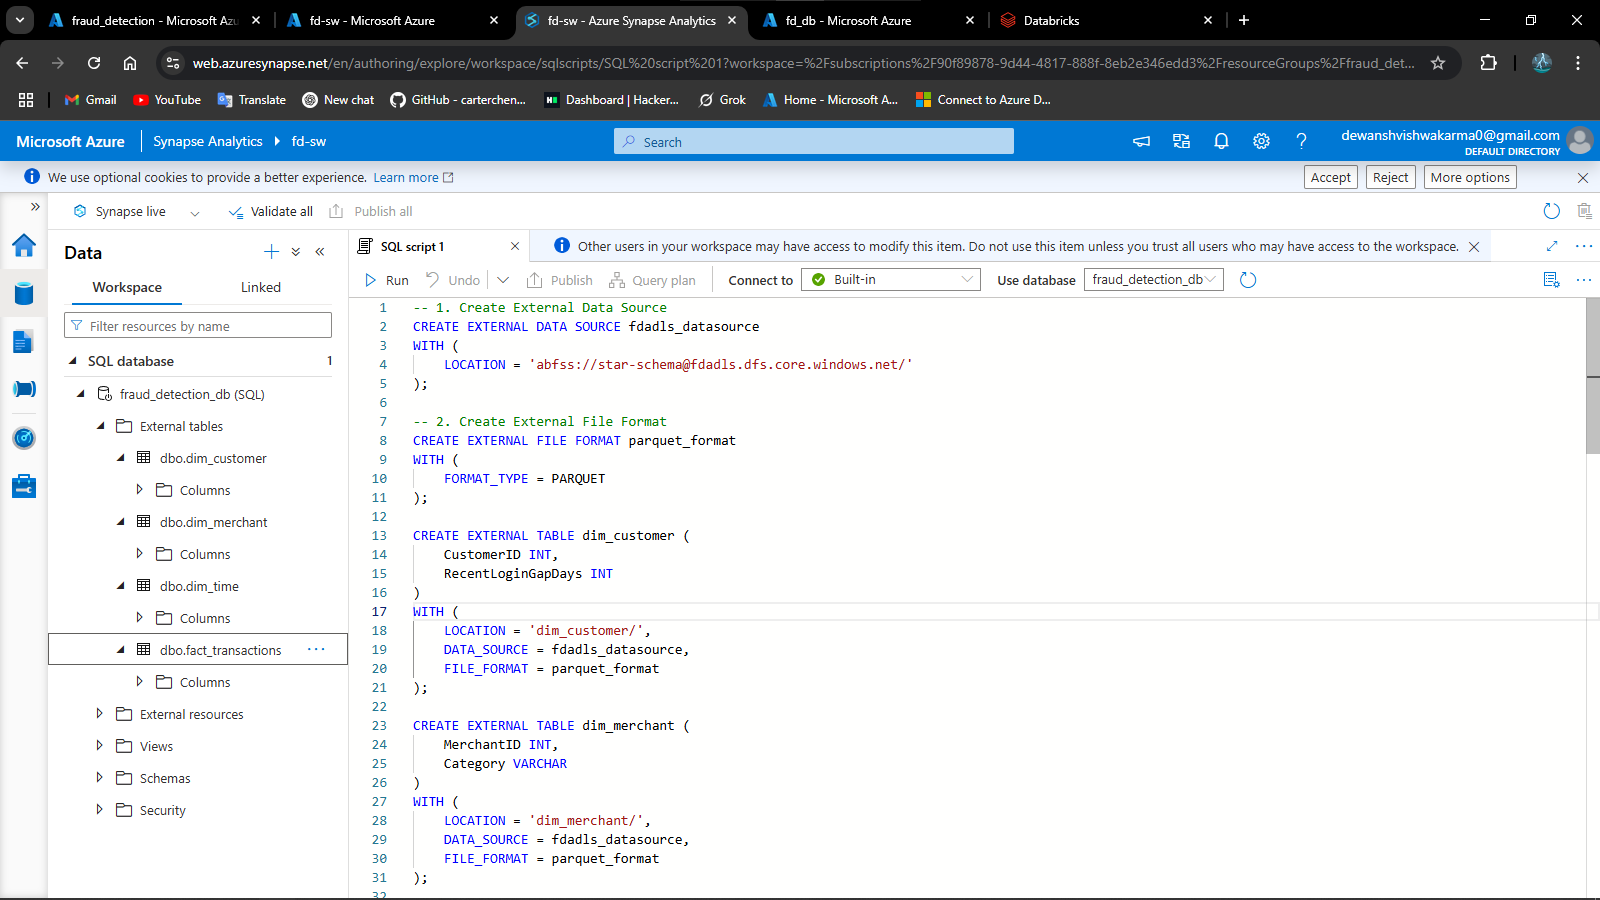 fraud_detection - Microsoft Azu
fd-sw - Microsoft Azure
fd-sw - Azure Synapse Analytics
fd_db - Microsoft Azure
Databricks
web.azuresynapse.net/en/authoring/explore/workspace/sqlscripts/SQL%20script%201?workspace=%2Fsubscriptions%2F90f89878-9d44-4817-888f-8eb2e346edd3%2FresourceGroups%2Ffraud_det...
Gmail
YouTube
Translate
New chat
GitHub - carterchen...
Dashboard | Hacker...
Grok
Home - Microsoft A...
Connect to Azure D...
Microsoft Azure
Synapse Analytics
fd-sw
Search
dewanshvishwakarma0@gmail.com
DEFAULT DIRECTORY
We use optional cookies to provide a better experience. Learn more
Accept
Reject
More options
Synapse live
Validate all
Publish all
Data
Workspace
Linked
Filter resources by name
SQL database 1
fraud_detection_db (SQL)
External tables
dbo.dim_customer
Columns
dbo.dim_merchant
Columns
dbo.dim_time
Columns
dbo.fact_transactions
Columns
External resources
Views
Schemas
Security
SQL script 1
Other users in your workspace may have access to modify this item. Do not use this item unless you trust all users who may have access to the workspace.
Run
Undo
Publish
Query plan
Connect to
Built-in
Use database
fraud_detection_db
1 -- 1. Create External Data Source
2 CREATE EXTERNAL DATA SOURCE fdadls_datasource
3 WITH (
4 LOCATION = 'abfss://star-schema@fdadls.dfs.core.windows.net/'
5 );
6
7 -- 2. Create External File Format
8 CREATE EXTERNAL FILE FORMAT parquet_format
9 WITH (
10 FORMAT_TYPE = PARQUET
11 );
12
13 CREATE EXTERNAL TABLE dim_customer (
14 CustomerID INT,
15 RecentLoginGapDays INT
16 )
17 WITH (
18 LOCATION = 'dim_customer/',
19 DATA_SOURCE = fdadls_datasource,
20 FILE_FORMAT = parquet_format
21 );
22
23 CREATE EXTERNAL TABLE dim_merchant (
24 MerchantID INT,
25 Category VARCHAR
26 )
27 WITH (
28 LOCATION = 'dim_merchant/',
29 DATA_SOURCE = fdadls_datasource,
30 FILE_FORMAT = parquet_format
31 );
32